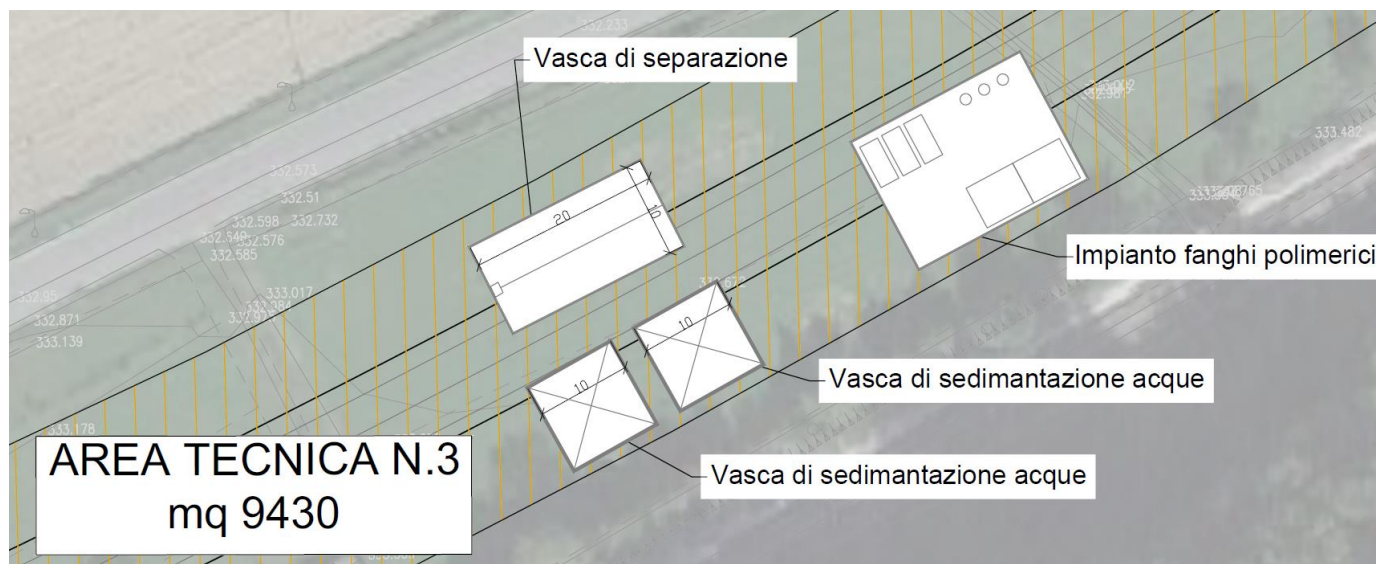 332.233
Vasca di separazione
333.482
332.573
332.51
332.598
332.732
332.576
332.585
20
10
Impianto fanghi polimerici
332.95
333.017
332.871
333.139
10
Vasca di sedimantazione acque
10
333.178
AREA TECNICA N.3
mq 9430
Vasca di sedimantazione acque